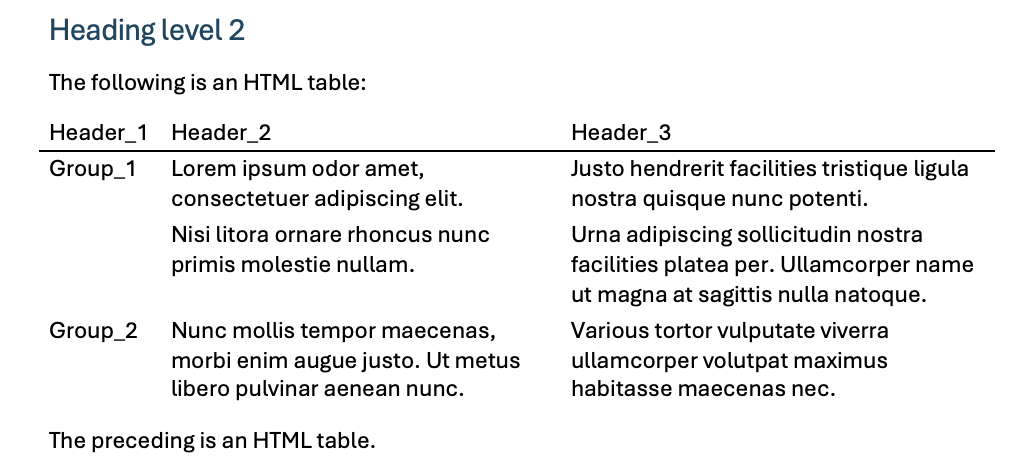 Heading level 2
The following is an HTML table:
Header_1 Header_2 Header_3
Group_1 Lorem ipsum odor amet, Justo hendrerit facilities tristique ligula
consectetuer adipiscing elit. nostra quisque nunc potenti.
Nisi litora ornare rhoncus nunc Urna adipiscing sollicitudin nostra
primis molestie nullam. facilities platea per. Ullamcorper name
ut magna at sagittis nulla natoque.
Group_2 Nunc mollis tempor maecenas, Various tortor vulputate viverra
morbi enim augue justo. Ut metus ullamcorper volutpat maximus
libero pulvinar aenean nunc. habitasse maecenas nec.
The preceding is an HTML table.